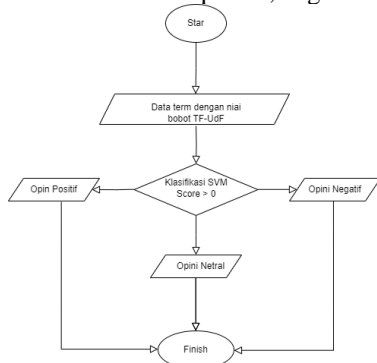 Star
Data term dengan niai
bobot TF-UdF
Klasifikasi SVM
Score > 0
Opin Positif
Opini Negatif
Opini Netral
Finish